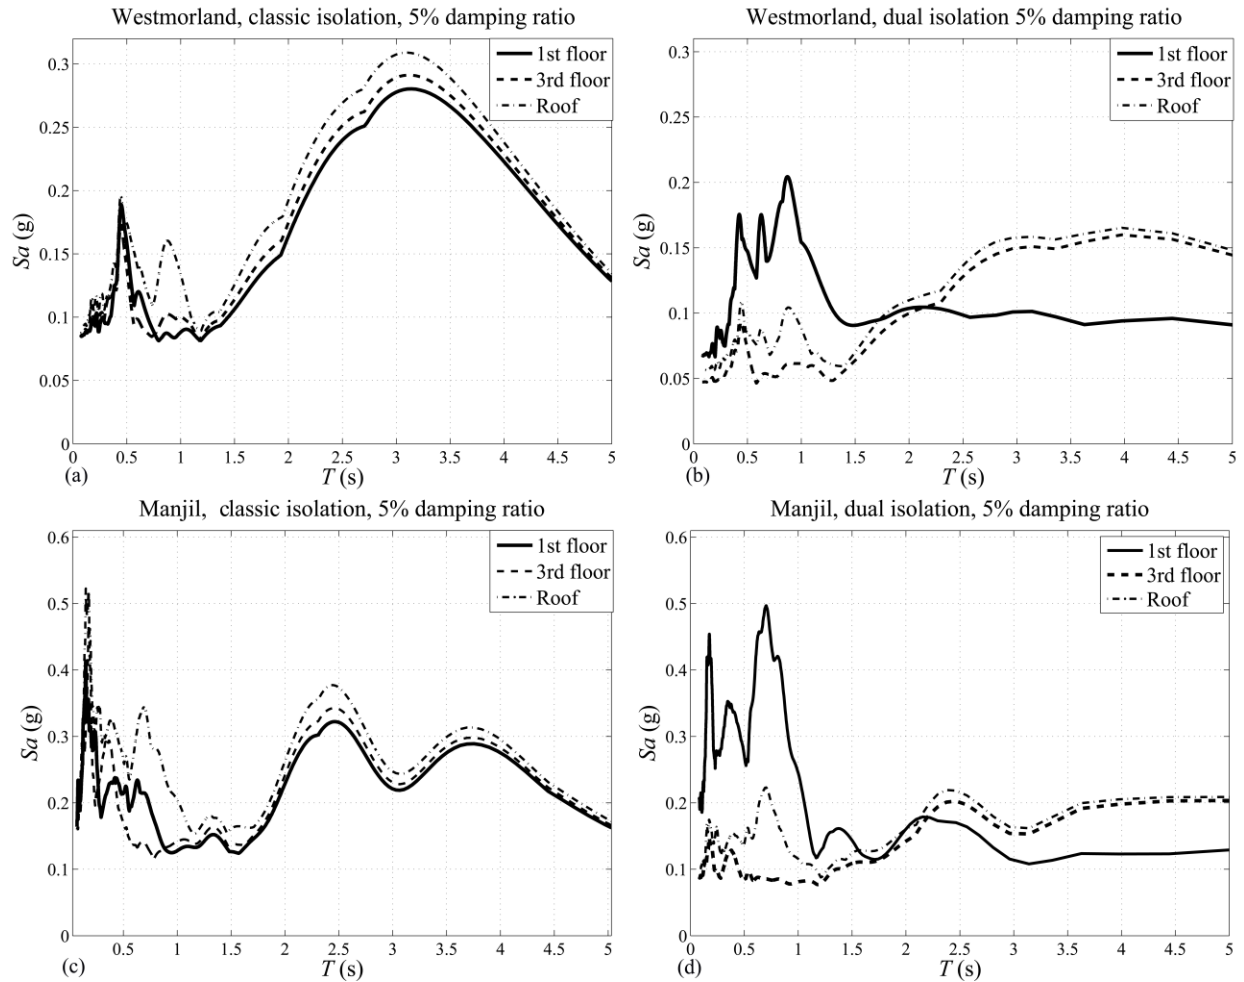 Westmorland, classic isolation, 5% damping ratio
0.3
0.25
0.2
0.15
0.1
0.05
0
Sa (g)
1st floor
3rd floor
Roof
0 0.5 1 1.5 2 2.5 3 3.5 4 4.5 5
(a)
T (s)
Westmorland, dual isolation 5% damping ratio
0.3
0.25
0.2
0.15
0.1
0.05
0
Sa (g)
1st floor
3rd floor
Roof
0 0.5 1 1.5 2 2.5 3 3.5 4 4.5 5
(b)
T (s)
Manjil, classic isolation, 5% damping ratio
0.6
0.5
0.4
0.3
0.2
0.1
0
Sa (g)
1st floor
3rd floor
Roof
0.5 1 1.5 2 2.5 3 3.5 4 4.5 5
(c)
T (s)
Manjil, dual isolation, 5% damping ratio
0.6
0.5
0.4
0.3
0.2
0.1
0
Sa (g)
1st floor
3rd floor
Roof
0 0.5 1 1.5 2 2.5 3 3.5 4 4.5 5
(d)
T (s)